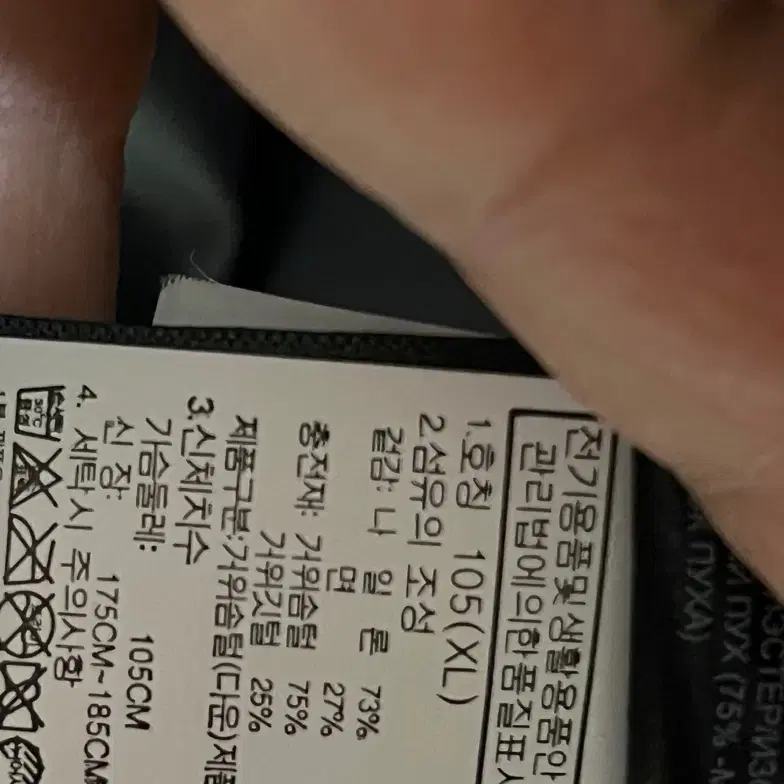 전기용품및생활용품안
관리법에의한품질표시
1.호칭 105(XL)
2.섬유의 조성
겉감: 나 일 론 73%
면 27%
충전재: 거위솜털 75%
거위깃털 25%
제품구분:거위솜털(다운)제품
3.신체치수
가슴둘레: 105CM
신 장: 175CM~185CM
4. 세탁시 주의사항
30℃
ПУХА)
ПУХ (75% -